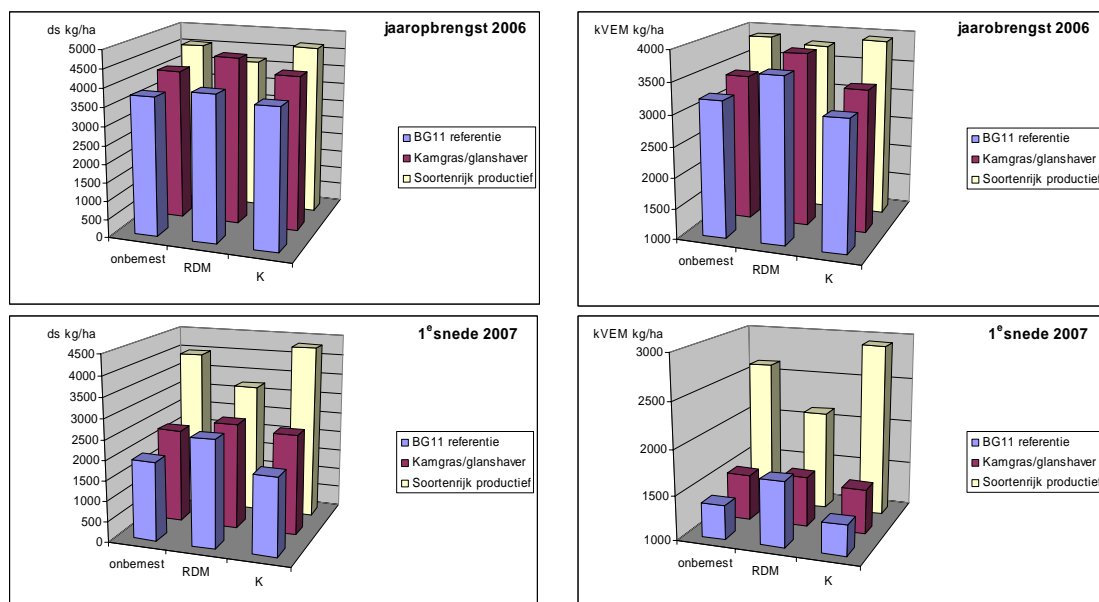 ds kg/ha
jaaropbrengst 2006
5000
4500
4000
3500
3000
2500
2000
1500
1000
500
0
onbemest
RDM
K
BG11 referentie
Kamgras/glanshaver
Soortenrijk productief
kVEM kg/ha
jaarobrengst 2006
4000
3500
3000
2500
2000
1500
1000
onbemest
RDM
K
BG11 referentie
Kamgras/glanshaver
Soortenrijk productief
ds kg/ha
1e snede 2007
4500
4000
3500
3000
2500
2000
1500
1000
500
0
onbemest
RDM
K
BG11 referentie
Kamgras/glanshaver
Soortenrijk productief
kVEM kg/ha
1e snede 2007
3000
2500
2000
1500
1000
onbemest
RDM
K
BG11 referentie
Kamgras/glanshaver
Soortenrijk productief